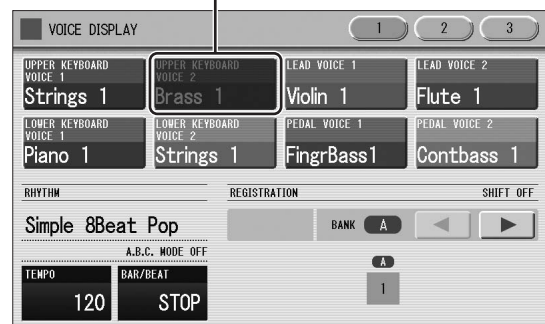 VOICE DISPLAY
1 2 3
UPPER KEYBOARD VOICE 1
Strings 1
UPPER KEYBOARD VOICE 2
Brass 1
LEAD VOICE 1
Violin 1
LEAD VOICE 2
Flute 1
LOWER KEYBOARD VOICE 1
Piano 1
LOWER KEYBOARD VOICE 2
Strings 1
PEDAL VOICE 1
FingrBass1
PEDAL VOICE 2
Contbass 1
RHYTHM
REGISTRATION
SHIFT OFF
Simple 8Beat Pop
BANK A
A.B.C. MODE OFF
A
1
TEMPO
120
BAR/BEAT
STOP